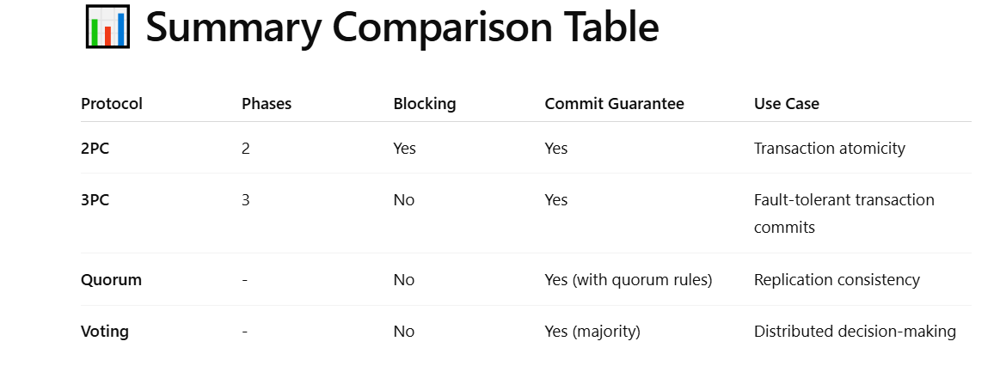 Summary Comparison Table
Protocol Phases Blocking Commit Guarantee Use Case
2PC 2 Yes Yes Transaction atomicity
3PC 3 No Yes Fault-tolerant transaction
commits
Quorum - No Yes (with quorum rules) Replication consistency
Voting - No Yes (majority) Distributed decision-making